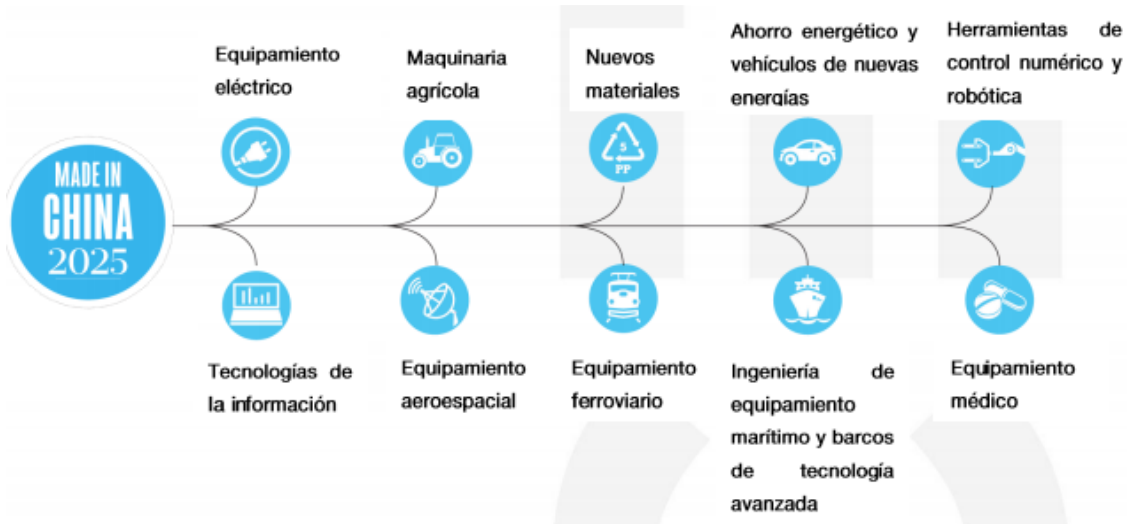 MADE IN
CHINA
2025
Equipamiento
eléctrico
Maquinaria
agrícola
Nuevos
materiales
Ahorro energético y
vehículos de nuevas
energías
Herramientas de
control numérico y
robótica
5
PP
Tecnologías de
la información
Equipamiento
aeroespacial
Equipamiento
ferroviario
Ingeniería de
equipamiento
marítimo y barcos
de tecnología
avanzada
Equipamiento
médico